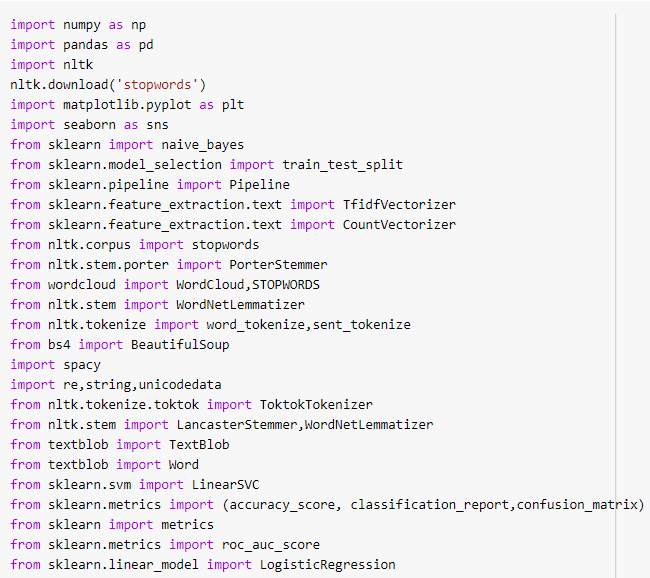 import numpy as np
import pandas as pd
import nltk
nltk.download('stopwords')
import matplotlib.pyplot as plt
import seaborn as sns
from sklearn import naive_bayes
from sklearn.model_selection import train_test_split
from sklearn.pipeline import Pipeline
from sklearn.feature_extraction.text import TfidfVectorizer
from sklearn.feature_extraction.text import CountVectorizer
from nltk.corpus import stopwords
from nltk.stem.porter import PorterStemmer
from wordcloud import WordCloud,STOPWORDS
from nltk.stem import WordNetLemmatizer
from nltk.tokenize import word_tokenize,sent_tokenize
from bs4 import BeautifulSoup
import spacy
import re,string,unicodedata
from nltk.tokenize.toktok import ToktokTokenizer
from nltk.stem import LancasterStemmer,WordNetLemmatizer
from textblob import TextBlob
from textblob import Word
from sklearn.svm import LinearSVC
from sklearn.metrics import (accuracy_score, classification_report,confusion_matrix)
from sklearn import metrics
from sklearn.metrics import roc_auc_score
from sklearn.linear_model import LogisticRegression